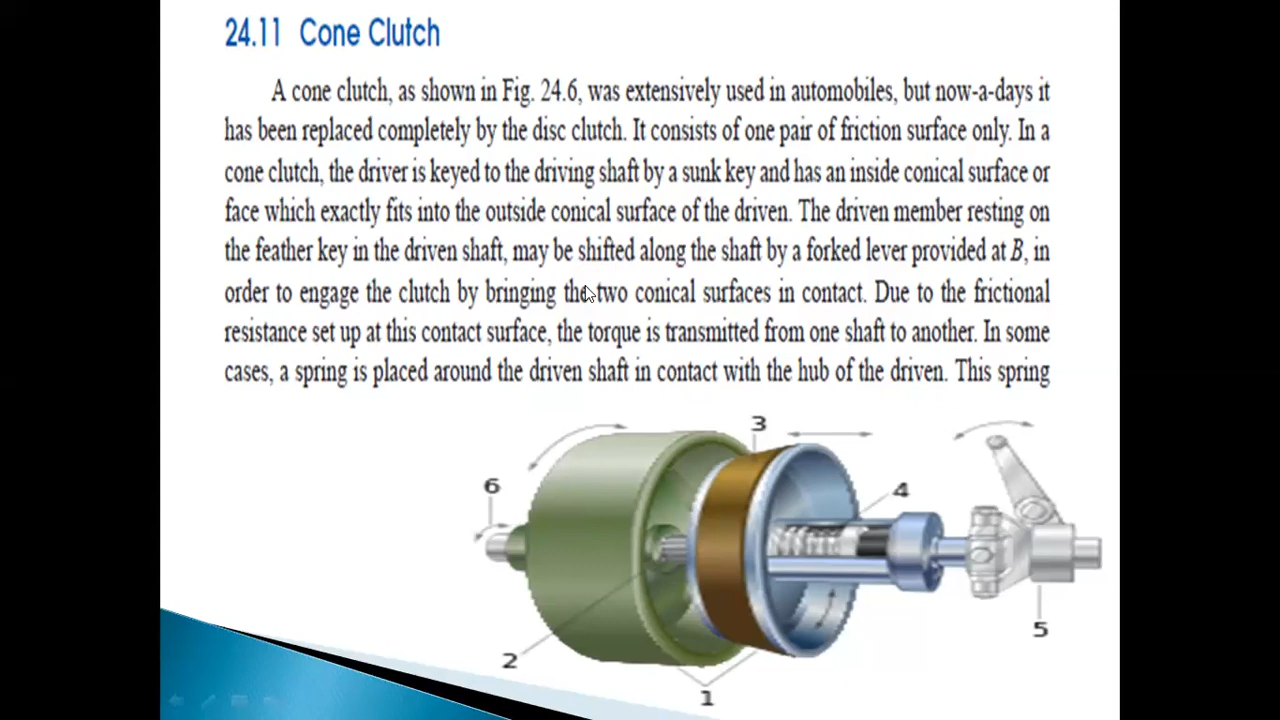 24.11 Cone Clutch
A cone clutch, as shown in Fig. 24.6, was extensively used in automobiles, but now-a-days it
has been replaced completely by the disc clutch. It consists of one pair of friction surface only. In a
cone clutch, the driver is keyed to the driving shaft by a sunk key and has an inside conical surface or
face which exactly fits into the outside conical surface of the driven. The driven member resting on
the feather key in the driven shaft, may be shifted along the shaft by a forked lever provided at B, in
order to engage the clutch by bringing the two conical surfaces in contact. Due to the frictional
resistance set up at this contact surface, the torque is transmitted from one shaft to another. In some
cases, a spring is placed around the driven shaft in contact with the hub of the driven. This spring
3
6
4
5
2
1